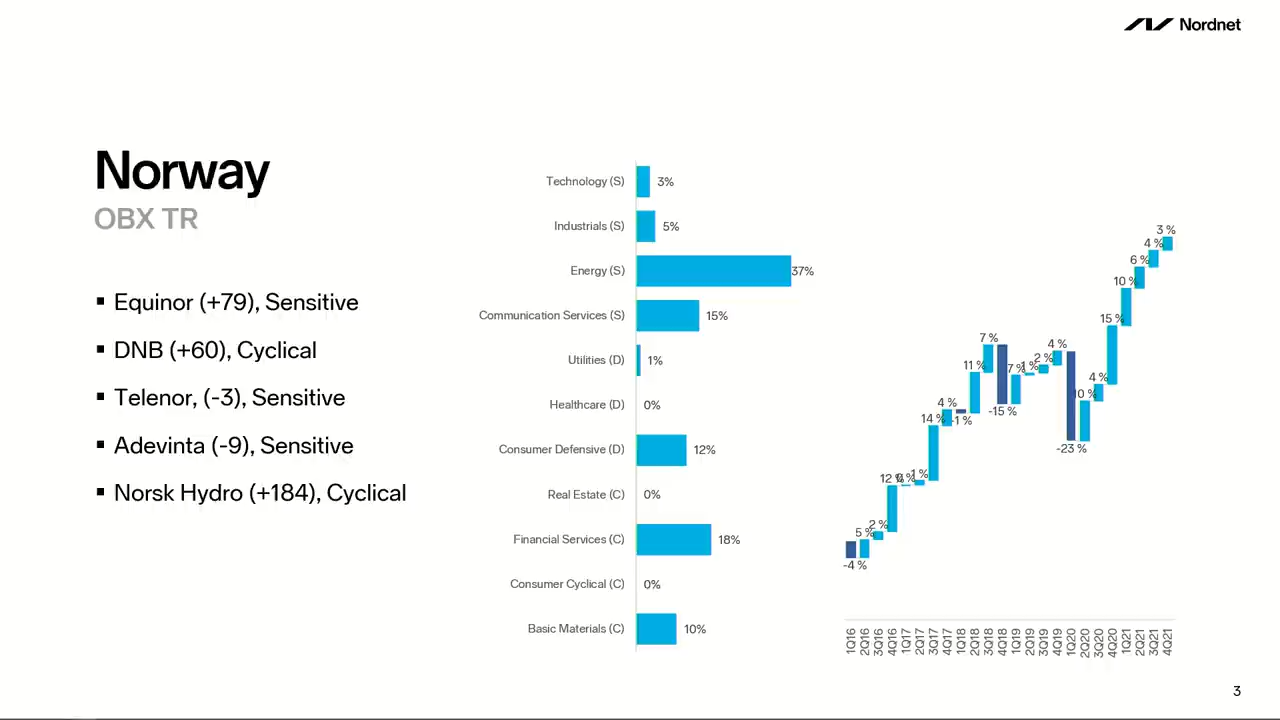 Nordnet
Norway
OBX TR
▪ Equinor (+79), Sensitive
▪ DNB (+60), Cyclical
▪ Telenor, (-3), Sensitive
▪ Adevinta (-9), Sensitive
▪ Norsk Hydro (+184), Cyclical
Technology (S) 3%
Industrials (S) 5%
Energy (S) 37%
Communication Services (S) 15%
Utilities (D) 1%
Healthcare (D) 0%
Consumer Defensive (D) 12%
Real Estate (C) 0%
Financial Services (C) 18%
Consumer Cyclical (C) 0%
Basic Materials (C) 10%
-4 %
5 %
2 %
12 %
0 %
1 %
14 %
4 %
-1 %
11 %
7 %
-15 %
7 %
1 %
2 %
4 %
-23 %
10 %
4 %
15 %
10 %
6 %
4 %
3 %
1Q16
2Q16
3Q16
4Q16
1Q17
2Q17
3Q17
4Q17
1Q18
2Q18
3Q18
4Q18
1Q19
2Q19
3Q19
4Q19
1Q20
2Q20
3Q20
4Q20
1Q21
2Q21
3Q21
4Q21
3